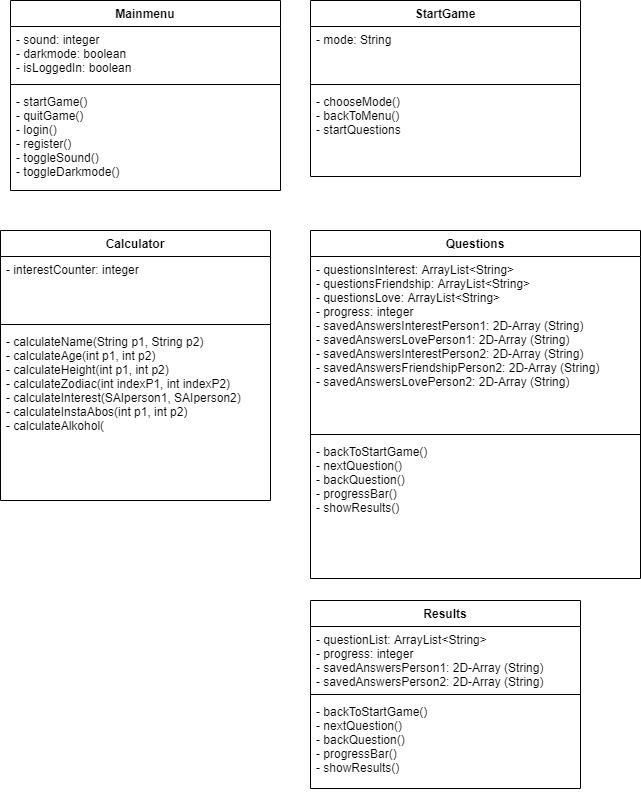 Mainmenu
- sound: integer
- darkmode: boolean
- isLoggedIn: boolean
- startGame()
- quitGame()
- login()
- register()
- toggleSound()
- toggleDarkmode()
StartGame
- mode: String
- chooseMode()
- backToMenu()
- startQuestions
Calculator
- interestCounter: integer
- calculateName(String p1, String p2)
- calculateAge(int p1, int p2)
- calculateHeight(int p1, int p2)
- calculateZodiac(int indexP1, int indexP2)
- calculateInterest(SAIperson1, SAIperson2)
- calculateInstaAbos(int p1, int p2)
- calculateAlkohol(
Questions
- questionsInterest: ArrayList<String>
- questionsFriendship: ArrayList<String>
- questionsLove: ArrayList<String>
- progress: integer
- savedAnswersInterestPerson1: 2D-Array (String)
- savedAnswersLovePerson1: 2D-Array (String)
- savedAnswersInterestPerson2: 2D-Array (String)
- savedAnswersFriendshipPerson2: 2D-Array (String)
- savedAnswersLovePerson2: 2D-Array (String)
- backToStartGame()
- nextQuestion()
- backQuestion()
- progressBar()
- showResults()
Results
- questionList: ArrayList<String>
- progress: integer
- savedAnswersPerson1: 2D-Array (String)
- savedAnswersPerson2: 2D-Array (String)
- backToStartGame()
- nextQuestion()
- backQuestion()
- progressBar()
- showResults()